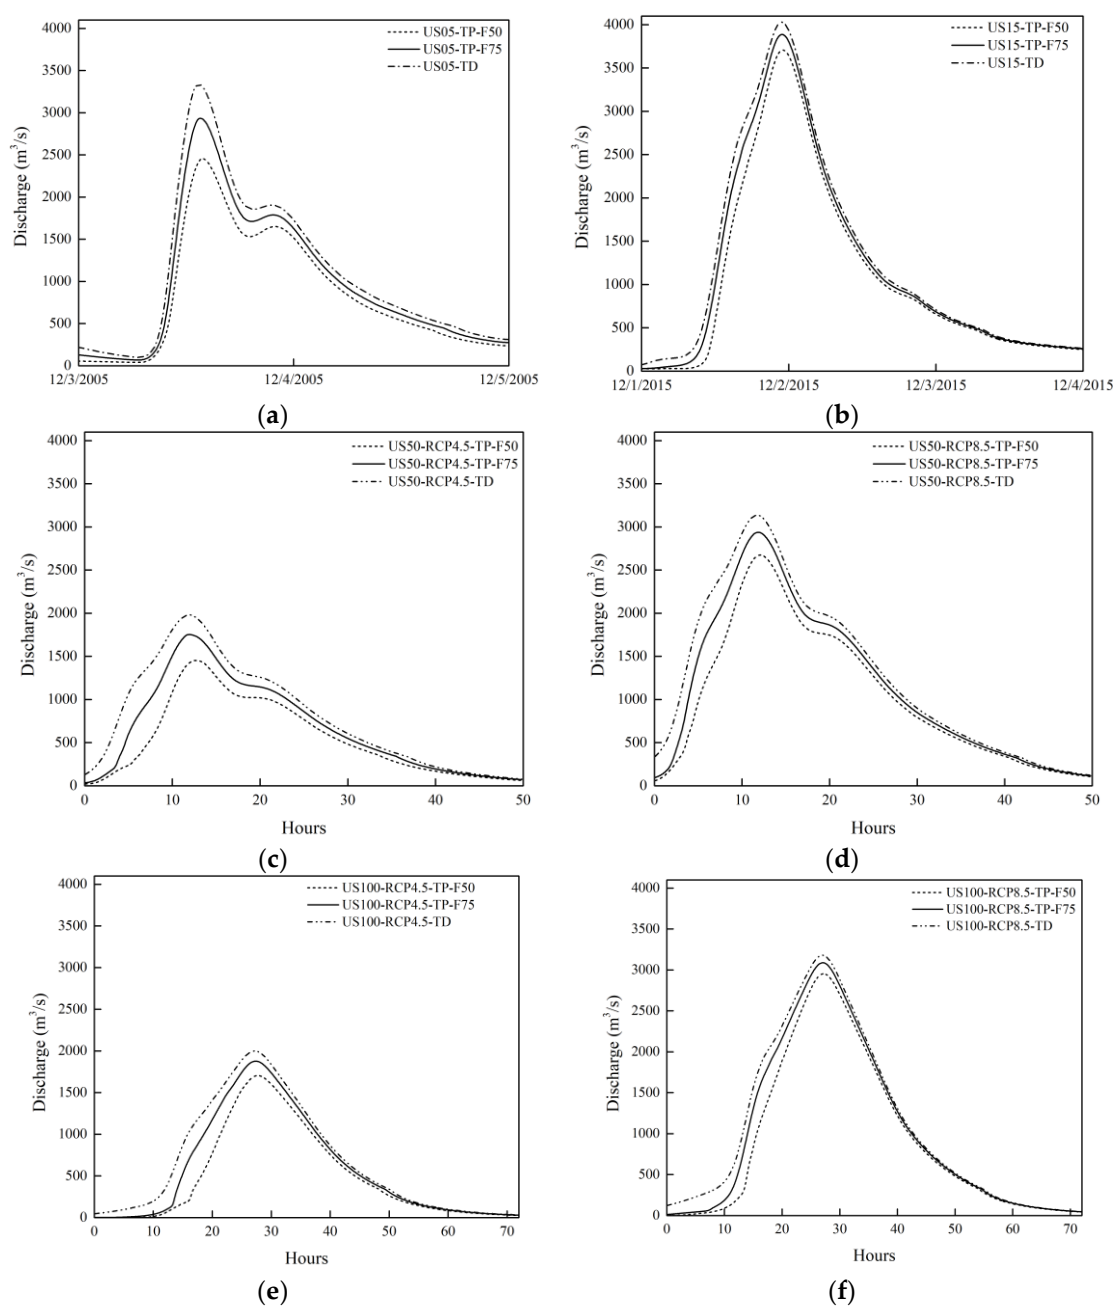 US05-TP-F50
US05-TP-F75
US05-TD
Discharge (m³/s)
4000
3500
3000
2500
2000
1500
1000
500
0
12/3/2005
12/4/2005
12/5/2005
(a)
US15-TP-F50
US15-TP-F75
US15-TD
Discharge (m³/s)
4000
3500
3000
2500
2000
1500
1000
500
0
12/1/2015
12/2/2015
12/3/2015
12/4/2015
(b)
US50-RCP4.5-TP-F50
US50-RCP4.5-TP-F75
US50-RCP4.5-TD
Discharge (m³/s)
4000
3500
3000
2500
2000
1500
1000
500
0
0 10 20 30 40 50
Hours
(c)
US50-RCP8.5-TP-F50
US50-RCP8.5-TP-F75
US50-RCP8.5-TD
Discharge (m³/s)
4000
3500
3000
2500
2000
1500
1000
500
0
0 10 20 30 40 50
Hours
(d)
US100-RCP4.5-TP-F50
US100-RCP4.5-TP-F75
US100-RCP4.5-TD
Discharge (m³/s)
4000
3500
3000
2500
2000
1500
1000
500
0
0 10 20 30 40 50 60 70
Hours
(e)
US100-RCP8.5-TP-F50
US100-RCP8.5-TP-F75
US100-RCP8.5-TD
Discharge (m³/s)
4000
3500
3000
2500
2000
1500
1000
500
0
0 10 20 30 40 50 60 70
Hours
(f)